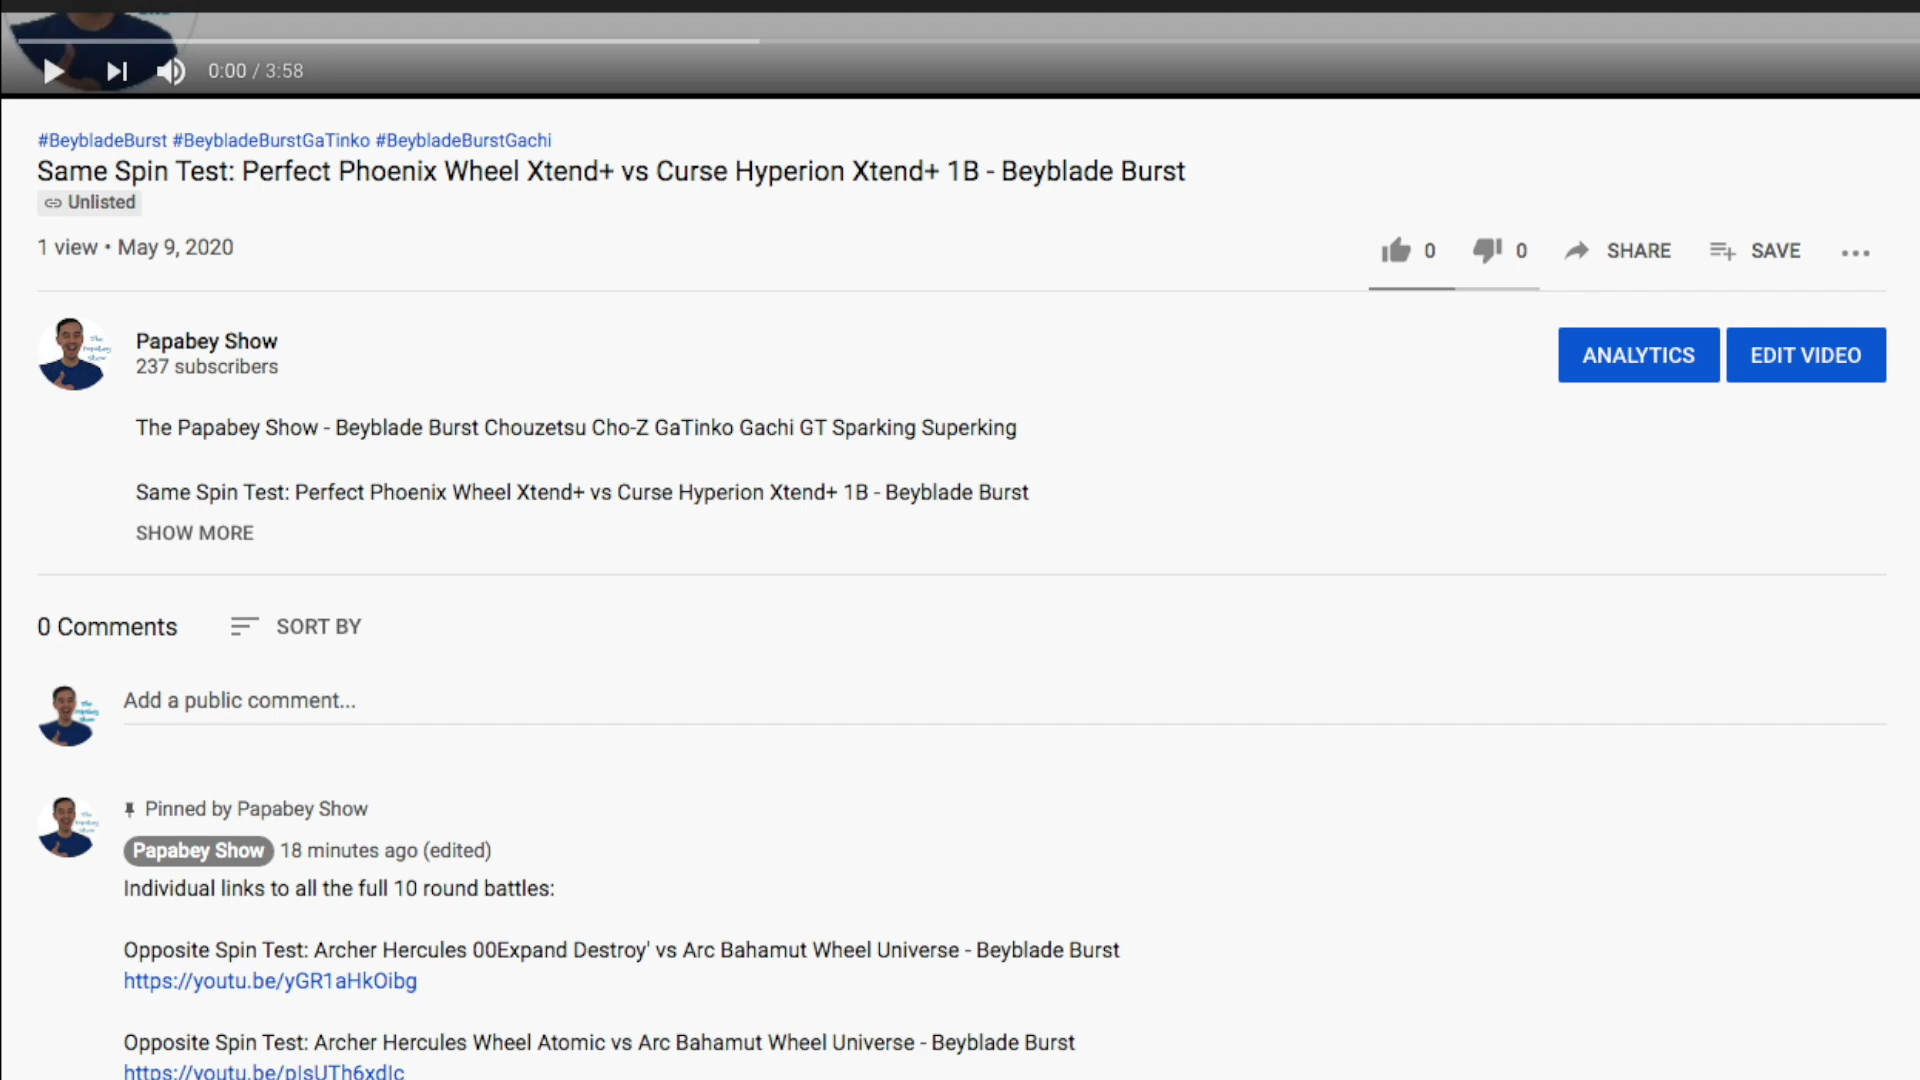 0:00 / 3:58
#BeybladeBurst #BeybladeBurstGaTinko #BeybladeBurstGachi
Same Spin Test: Perfect Phoenix Wheel Xtend+ vs Curse Hyperion Xtend+ 1B - Beyblade Burst
Unlisted
1 view • May 9, 2020
0 0 SHARE SAVE
Papabey Show
237 subscribers
ANALYTICS EDIT VIDEO
The Papabey Show - Beyblade Burst Chouzetsu Cho-Z GaTinko Gachi GT Sparking Superking
Same Spin Test: Perfect Phoenix Wheel Xtend+ vs Curse Hyperion Xtend+ 1B - Beyblade Burst
SHOW MORE
0 Comments SORT BY
Add a public comment...
Pinned by Papabey Show
Papabey Show 18 minutes ago (edited)
Individual links to all the full 10 round battles:
Opposite Spin Test: Archer Hercules 00Expand Destroy' vs Arc Bahamut Wheel Universe - Beyblade Burst
https://youtu.be/yGR1aHkOibg
Opposite Spin Test: Archer Hercules Wheel Atomic vs Arc Bahamut Wheel Universe - Beyblade Burst